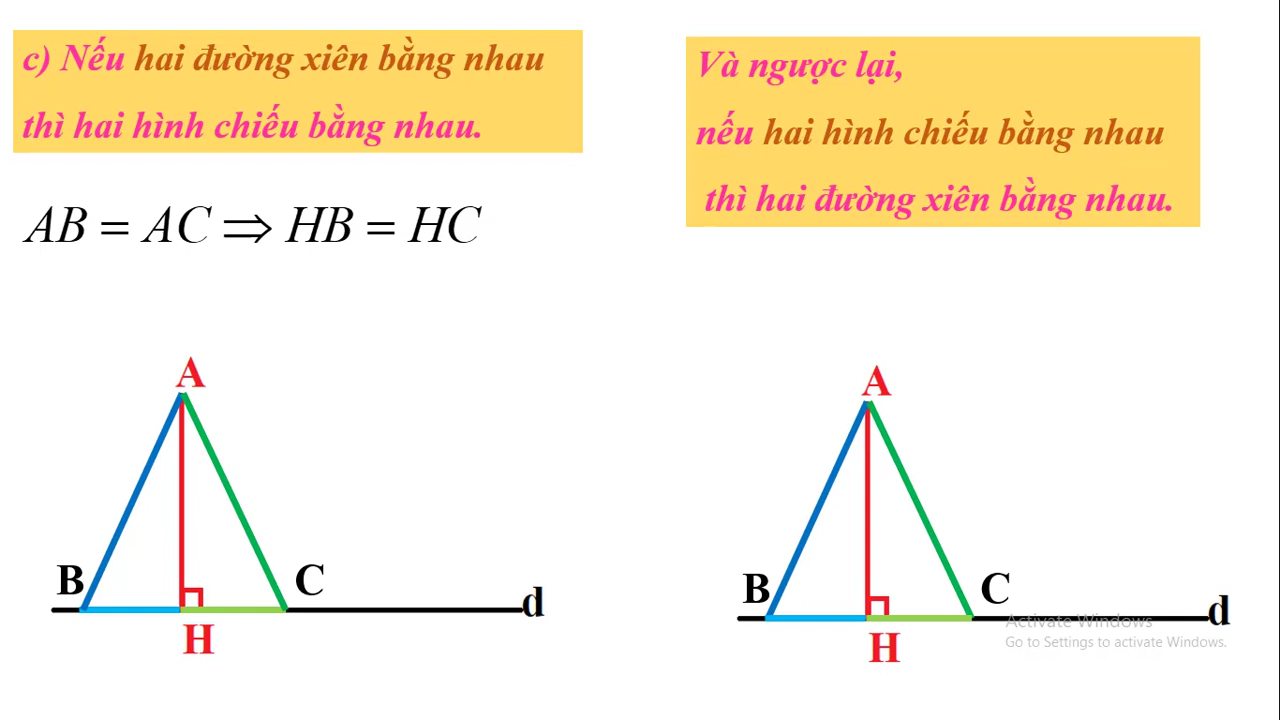 c) Nếu hai đường xiên bằng nhau
thì hai hình chiếu bằng nhau.
AB = AC ⇒ HB = HC
Và ngược lại,
nếu hai hình chiếu bằng nhau
thì hai đường xiên bằng nhau.
A
B
C
d
H
A
B
C
d
H
Activate Windows
Go to Settings to activate Windows.